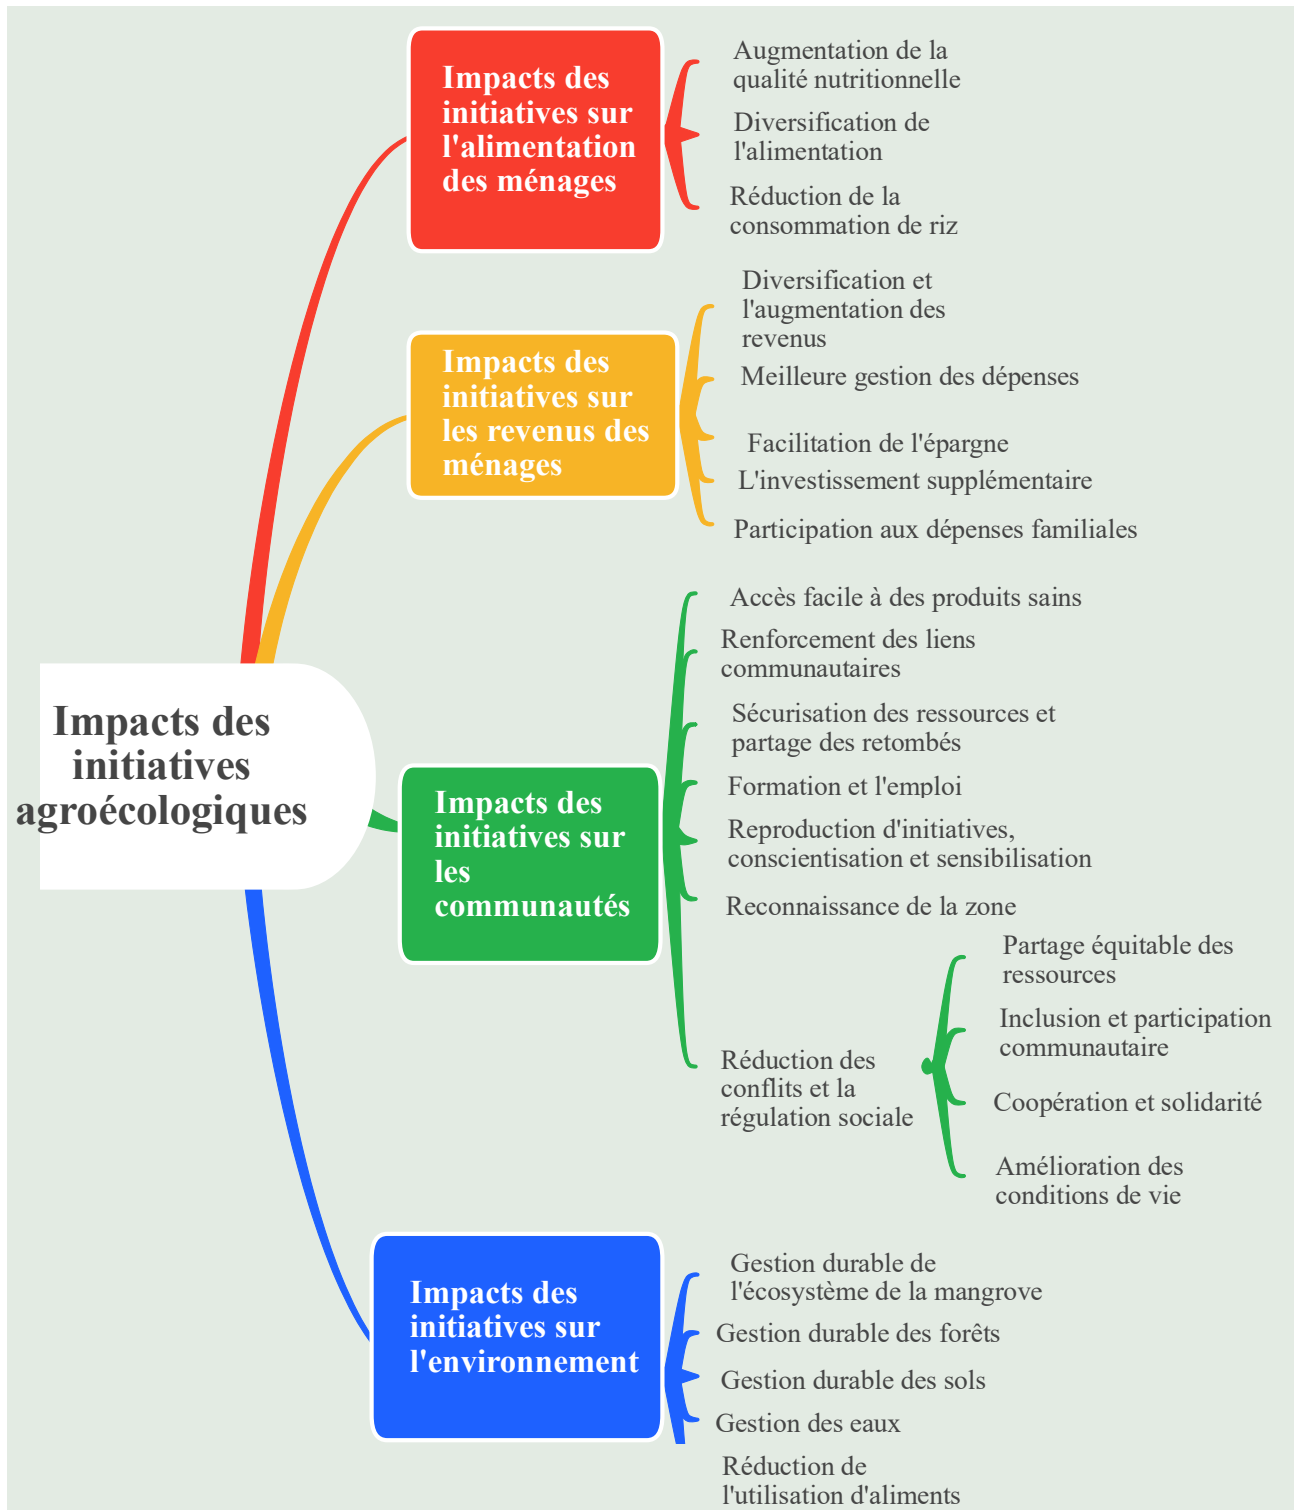 Impacts des
initiatives
agroécologiques
Impacts des
initiatives sur
l'alimentation
des ménages
Augmentation de la
qualité nutritionnelle
Diversification de
l'alimentation
Réduction de la
consommation de riz
Impacts des
initiatives sur
les revenus des
ménages
Diversification et
l'augmentation des
revenus
Meilleure gestion des dépenses
Facilitation de l'épargne
L'investissement supplémentaire
Participation aux dépenses familiales
Impacts des
initiatives sur
les
communautés
Accès facile à des produits sains
Renforcement des liens
communautaires
Sécurisation des ressources et
partage des retombés
Formation et l'emploi
Reproduction d'initiatives,
conscientisation et sensibilisation
Reconnaissance de la zone
Réduction des
conflits et la
régulation sociale
Partage équitable des
ressources
Inclusion et participation
communautaire
Coopération et solidarité
Amélioration des
conditions de vie
Impacts des
initiatives sur
l'environnement
Gestion durable de
l'écosystème de la mangrove
Gestion durable des forêts
Gestion durable des sols
Gestion des eaux
Réduction de
l'utilisation d'aliments